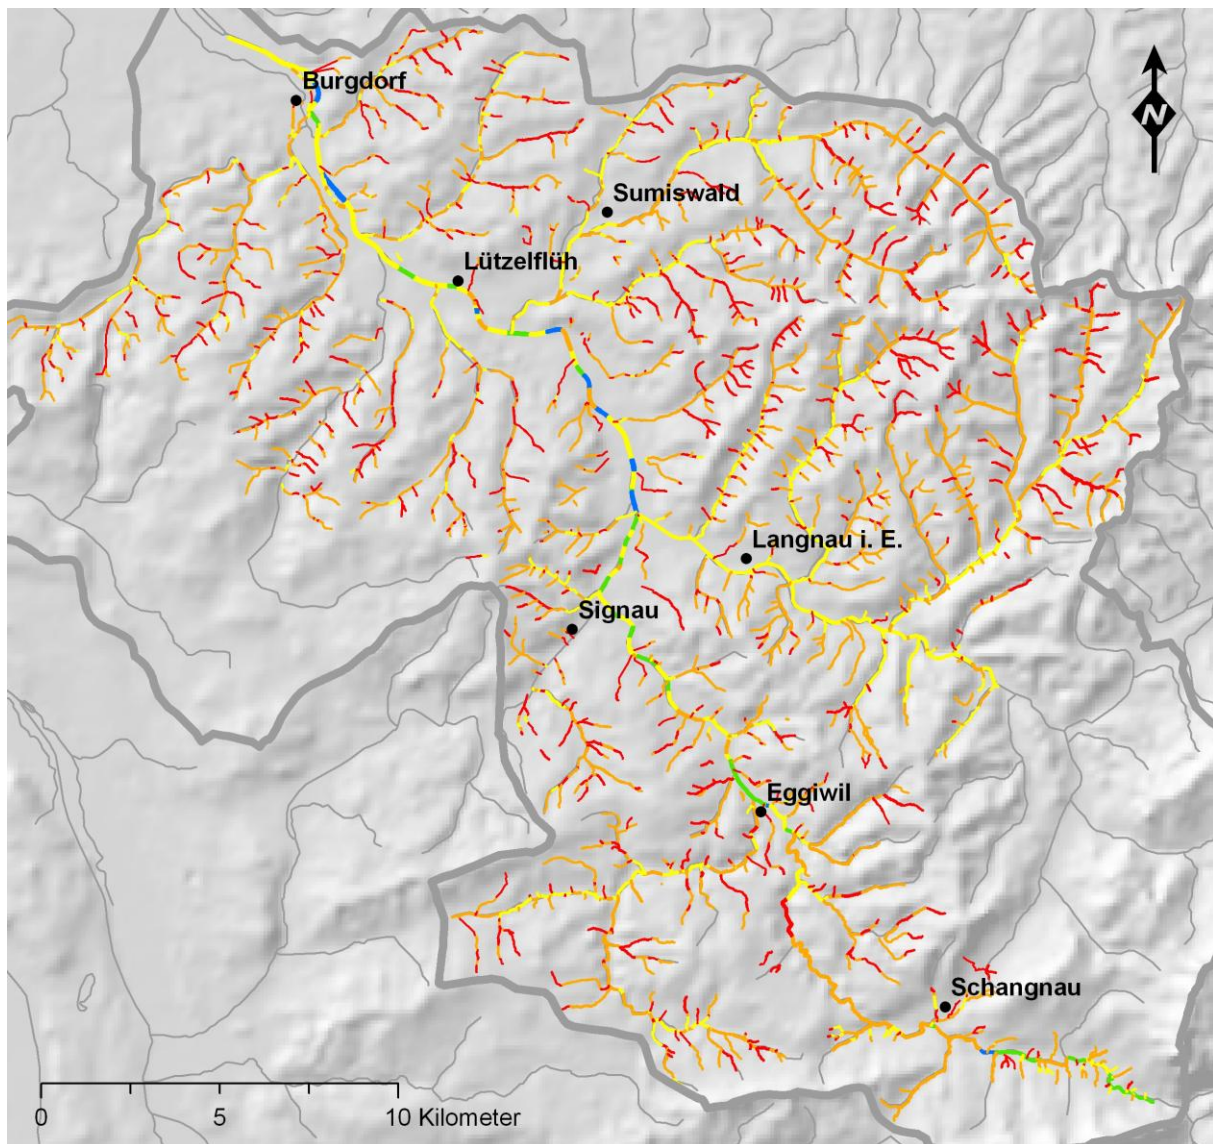 Burgdorf
N
Sumiswald
Lützelflüh
Langnau i. E.
Signau
Eggiwil
Schangnau
0 5 10 Kilometer